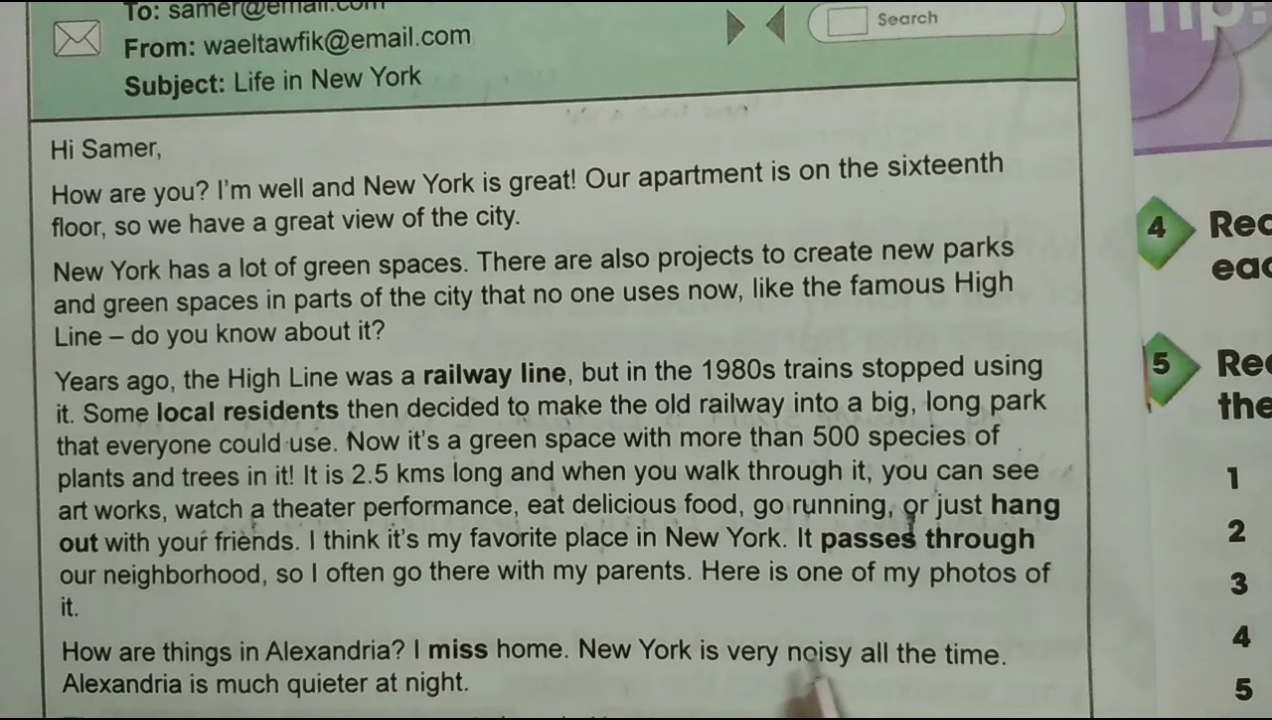 To: samer@email.com
From: waeltawfik@email.com
Subject: Life in New York
Search
Hi Samer,
How are you? I'm well and New York is great! Our apartment is on the sixteenth
floor, so we have a great view of the city.
New York has a lot of green spaces. There are also projects to create new parks
and green spaces in parts of the city that no one uses now, like the famous High
Line – do you know about it?
Years ago, the High Line was a railway line, but in the 1980s trains stopped using
it. Some local residents then decided to make the old railway into a big, long park
that everyone could use. Now it's a green space with more than 500 species of
plants and trees in it! It is 2.5 kms long and when you walk through it, you can see
art works, watch a theater performance, eat delicious food, go running, or just hang
out with your friends. I think it's my favorite place in New York. It passes through
our neighborhood, so I often go there with my parents. Here is one of my photos of
it.
How are things in Alexandria? I miss home. New York is very noisy all the time.
Alexandria is much quieter at night.
4
5
1
2
3
4
5